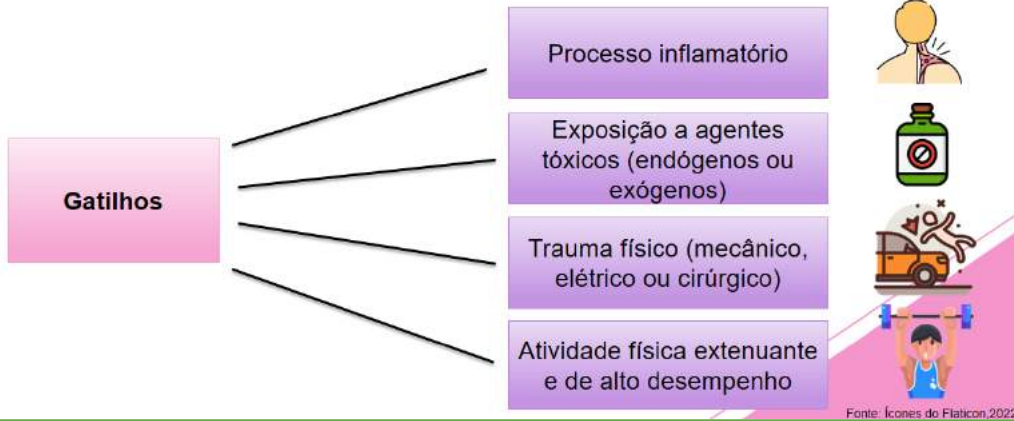 Gatilhos
Processo inflamatório
Exposição a agentes
tóxicos (endógenos ou
exógenos)
Trauma físico (mecânico,
elétrico ou cirúrgico)
Atividade física extenuante
e de alto desempenho
Fonte: Ícones do Flaticon,2022